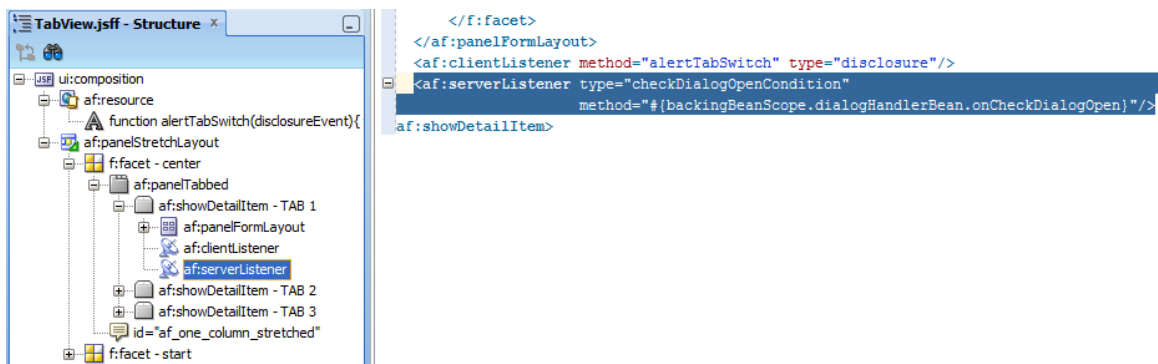 TabView.jsff - Structure
ui:composition
af:resource
function alertTabSwitch(disclosureEvent){
af:panelStretchLayout
f:facet - center
af:panelTabbed
af:showDetailItem - TAB 1
af:panelFormLayout
af:clientListener
af:serverListener
af:showDetailItem - TAB 2
af:showDetailItem - TAB 3
id="af_one_column_stretched"
f:facet - start
</f:facet>
</af:panelFormLayout>
<af:clientListener method="alertTabSwitch" type="disclosure"/>
<af:serverListener type="checkDialogOpenCondition"
method="#{backingBeanScope.dialogHandlerBean.onCheckDialogOpen}"/>
af:showDetailItem>